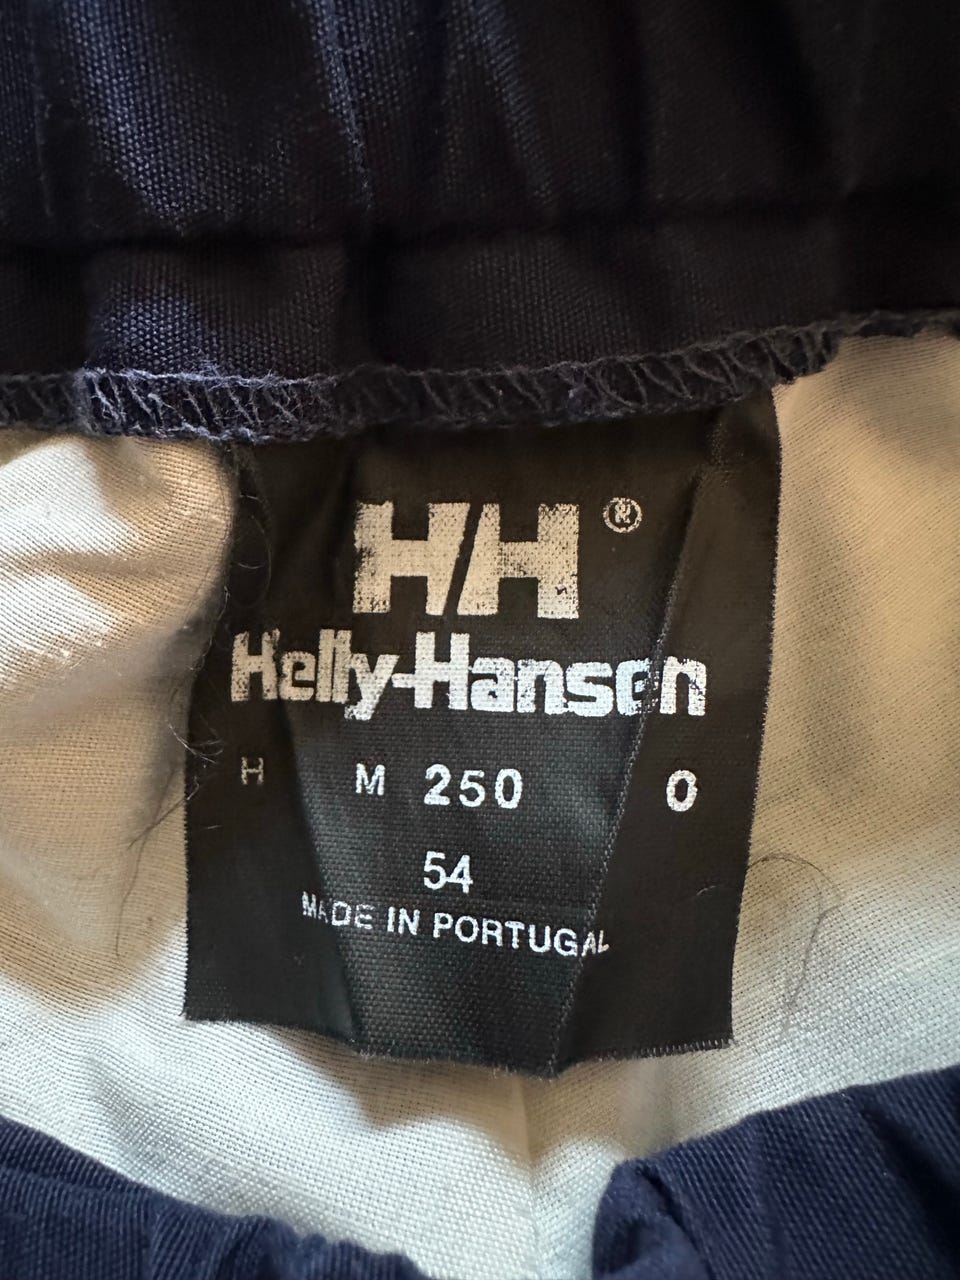 HH®
Helly-Hansen
H M 250 O
54
MADE IN PORTUGAL